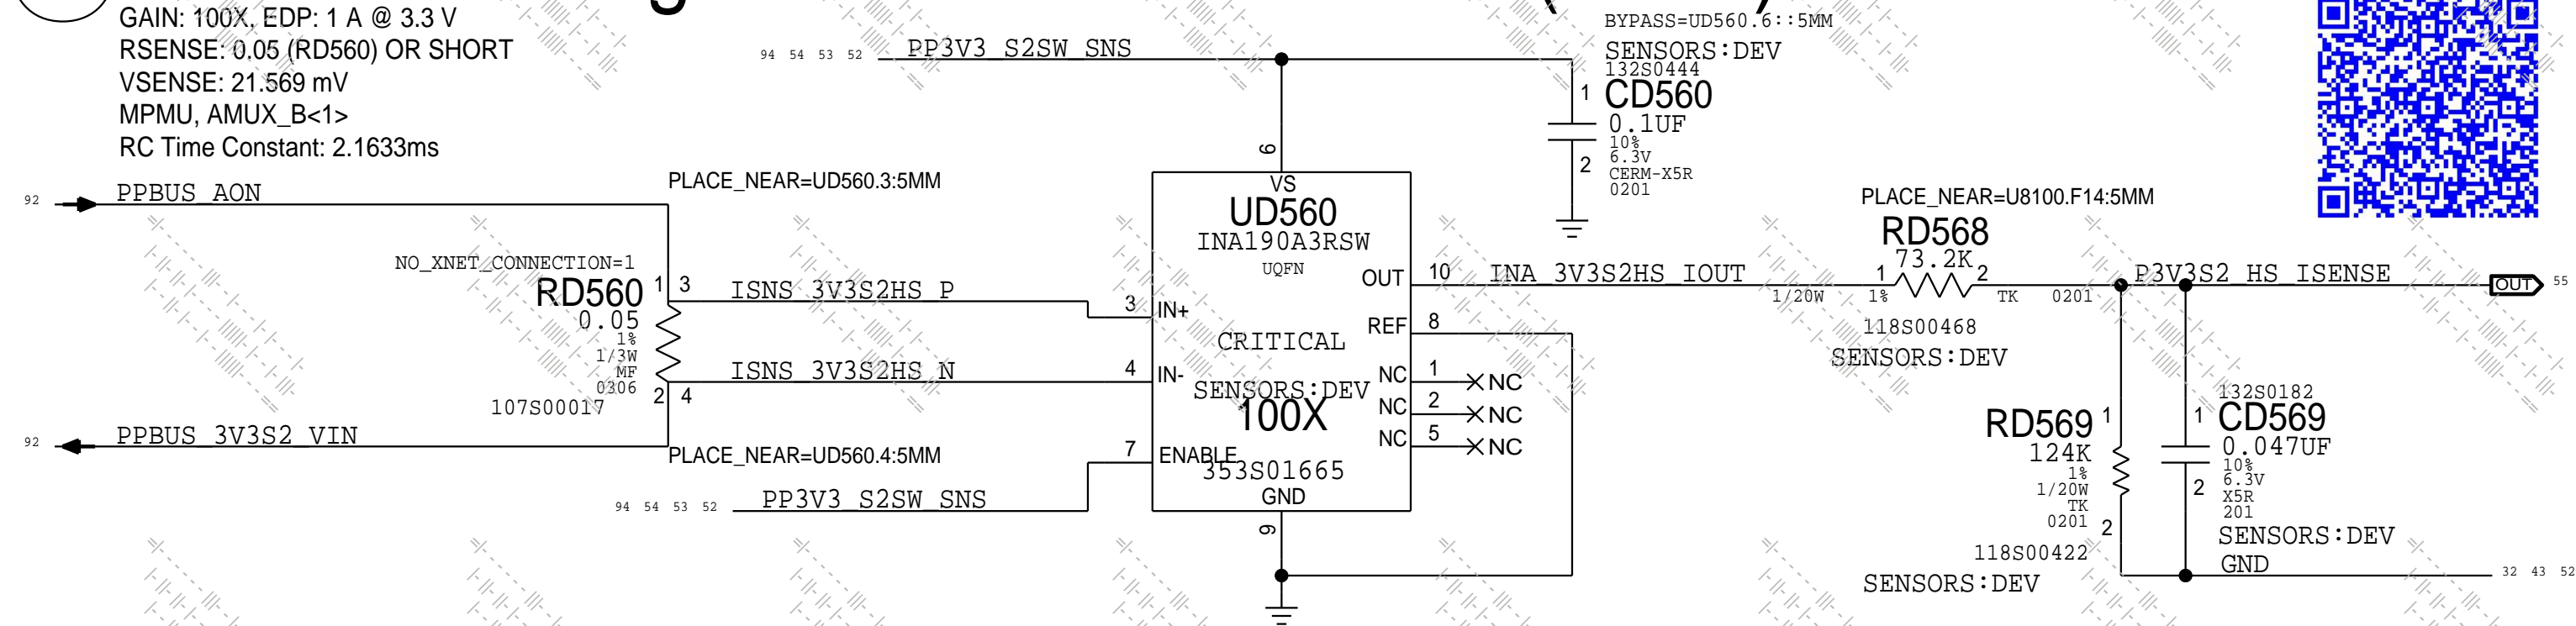 GAIN: 100X, EDP: 1 A @ 3.3 V
RSENSE: 0.05 (RD560) OR SHORT
VSENSE: 21.569 mV
MPMU, AMUX_B<1>
RC Time Constant: 2.1633ms
94 54 53 52 PP3V3_S2SW_SNS
BYPASS=UD560.6::5MM
SENSORS:DEV
132S0444
1 CD560
0.1UF
10%
6.3V
2 CERM-X5R
0201
92 PPBUS_AON
PLACE_NEAR=UD560.3:5MM
NO_XNET_CONNECTION=1
RD560 1 3
0.05
1%
1/3W
MF
0306
2 4
107S00017
ISNS_3V3S2HS_P
ISNS_3V3S2HS_N
92 PPBUS_3V3S2_VIN
PLACE_NEAR=UD560.4:5MM
94 54 53 52 PP3V3_S2SW_SNS
6
VS
UD560
INA190A3RSW
UQFN
OUT 10
3 IN+
REF 8
CRITICAL
4 IN-
NC 1 NC
SENSORS:DEV
NC 2 NC
100X
NC 5 NC
7 ENABLE
353S01665
GND
9
INA_3V3S2HS_IOUT
PLACE_NEAR=U8100.F14:5MM
RD568
73.2K
1 2
1/20W 1% TK 0201
118S00468
SENSORS:DEV
P3V3S2_HS_ISENSE OUT 55
RD569 1
124K
1%
1/20W
TK
0201
2
118S00422
SENSORS:DEV
132S0182
1 CD569
0.047UF
10%
6.3V
2 X5R
201
SENSORS:DEV
GND
32 43 52